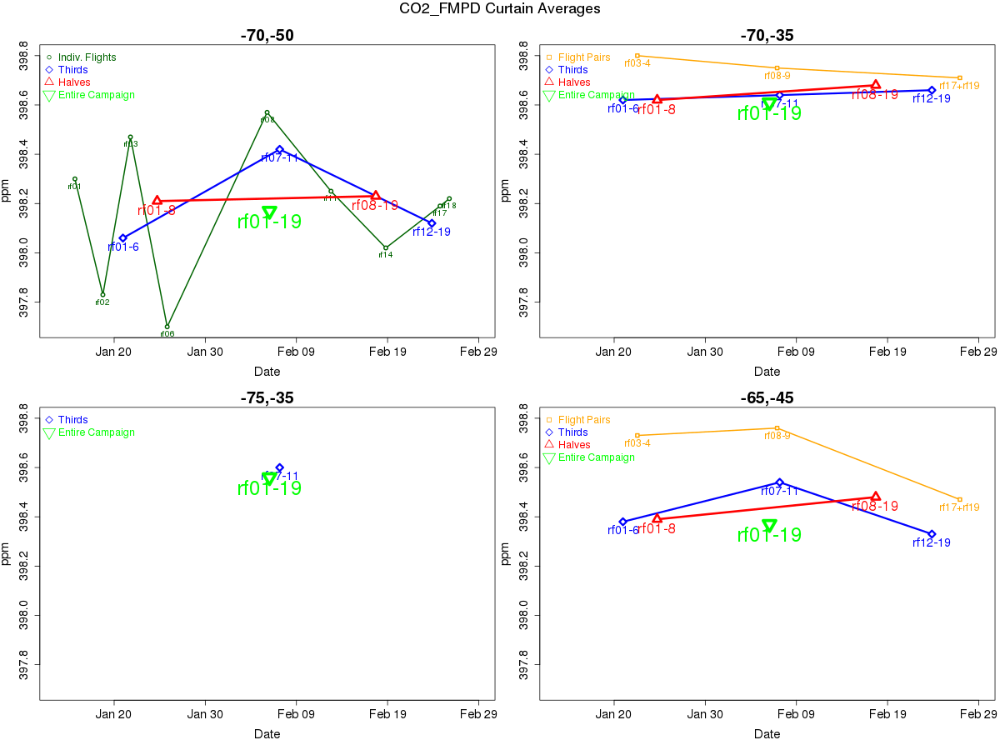 CO2_FMPD Curtain Averages
-70,-50
Indiv. Flights
Thirds
Halves
Entire Campaign
398.8
398.6
398.4
398.2
398.0
397.8
ppm
rf01
rf02
rf03
rf06
rf08
rf11
rf14
rf17
rf18
rf01-6
rf07-11
rf12-19
rf01-8
rf08-19
rf01-19
Jan 20
Jan 30
Feb 09
Feb 19
Feb 29
Date
-70,-35
Flight Pairs
Thirds
Halves
Entire Campaign
398.8
398.6
398.4
398.2
398.0
397.8
ppm
rf03-4
rf08-9
rf17+rf19
rf01-6
rf07-11
rf12-19
rf01-8
rf08-19
rf01-19
Jan 20
Jan 30
Feb 09
Feb 19
Feb 29
Date
-75,-35
Thirds
Entire Campaign
398.8
398.6
398.4
398.2
398.0
397.8
ppm
rf07-11
rf01-19
Jan 20
Jan 30
Feb 09
Feb 19
Feb 29
Date
-65,-45
Flight Pairs
Thirds
Halves
Entire Campaign
398.8
398.6
398.4
398.2
398.0
397.8
ppm
rf03-4
rf08-9
rf17+rf19
rf01-6
rf07-11
rf12-19
rf01-8
rf08-19
rf01-19
Jan 20
Jan 30
Feb 09
Feb 19
Feb 29
Date